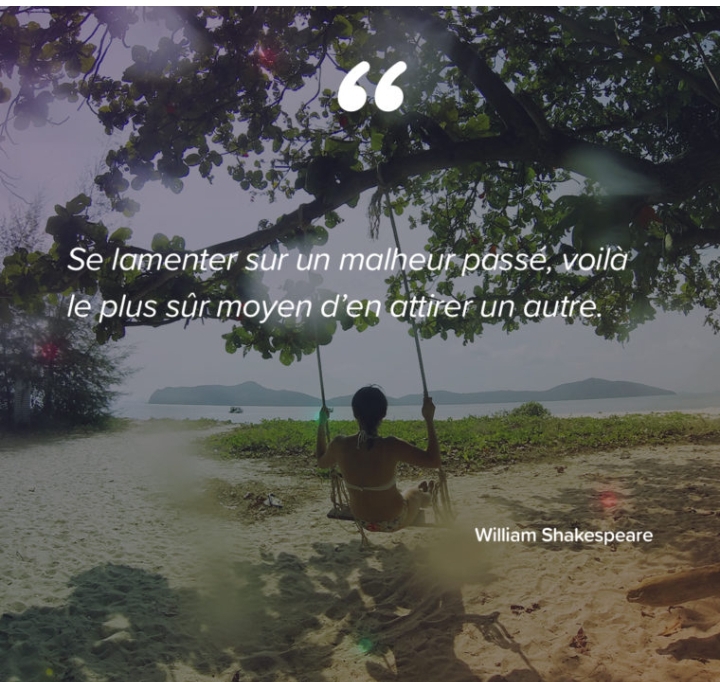 “
Se lamenter sur un malheur passé, voilà
le plus sûr moyen d’en attirer un autre.
William Shakespeare